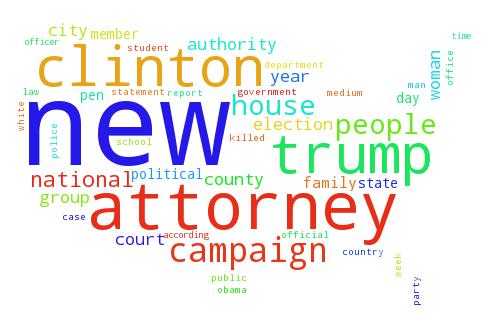 time
officer
city member
student
authority
clinton
department
year
woman
office
law
pen
statement
report
government
medium
man
day
new
house
white
police
school
killed
election
people
trump
national
political
county
family
state
group
attorney
case
court
according
official
campaign
country
week
public
obama
party